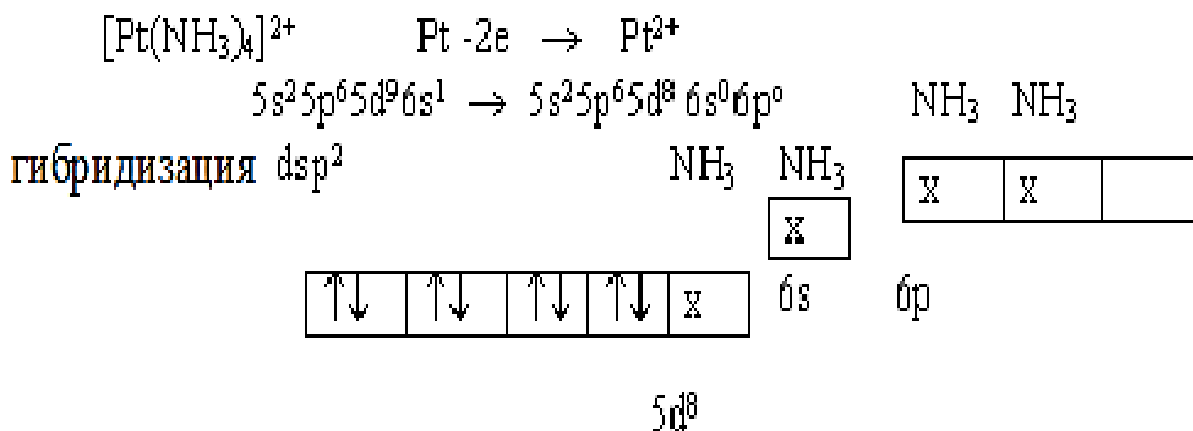 [Pt(NH₃)₄]²⁺ Pt -2e → Pt²⁺
5s²5p⁶5d⁹6s¹ → 5s²5p⁶5d⁸ 6s⁰6p⁰ NH₃ NH₃
гибридизация dsp² NH₃ NH₃
x x
x
↑↓ ↑↓ ↑↓ ↑↓ x 6s 6p
5d⁸